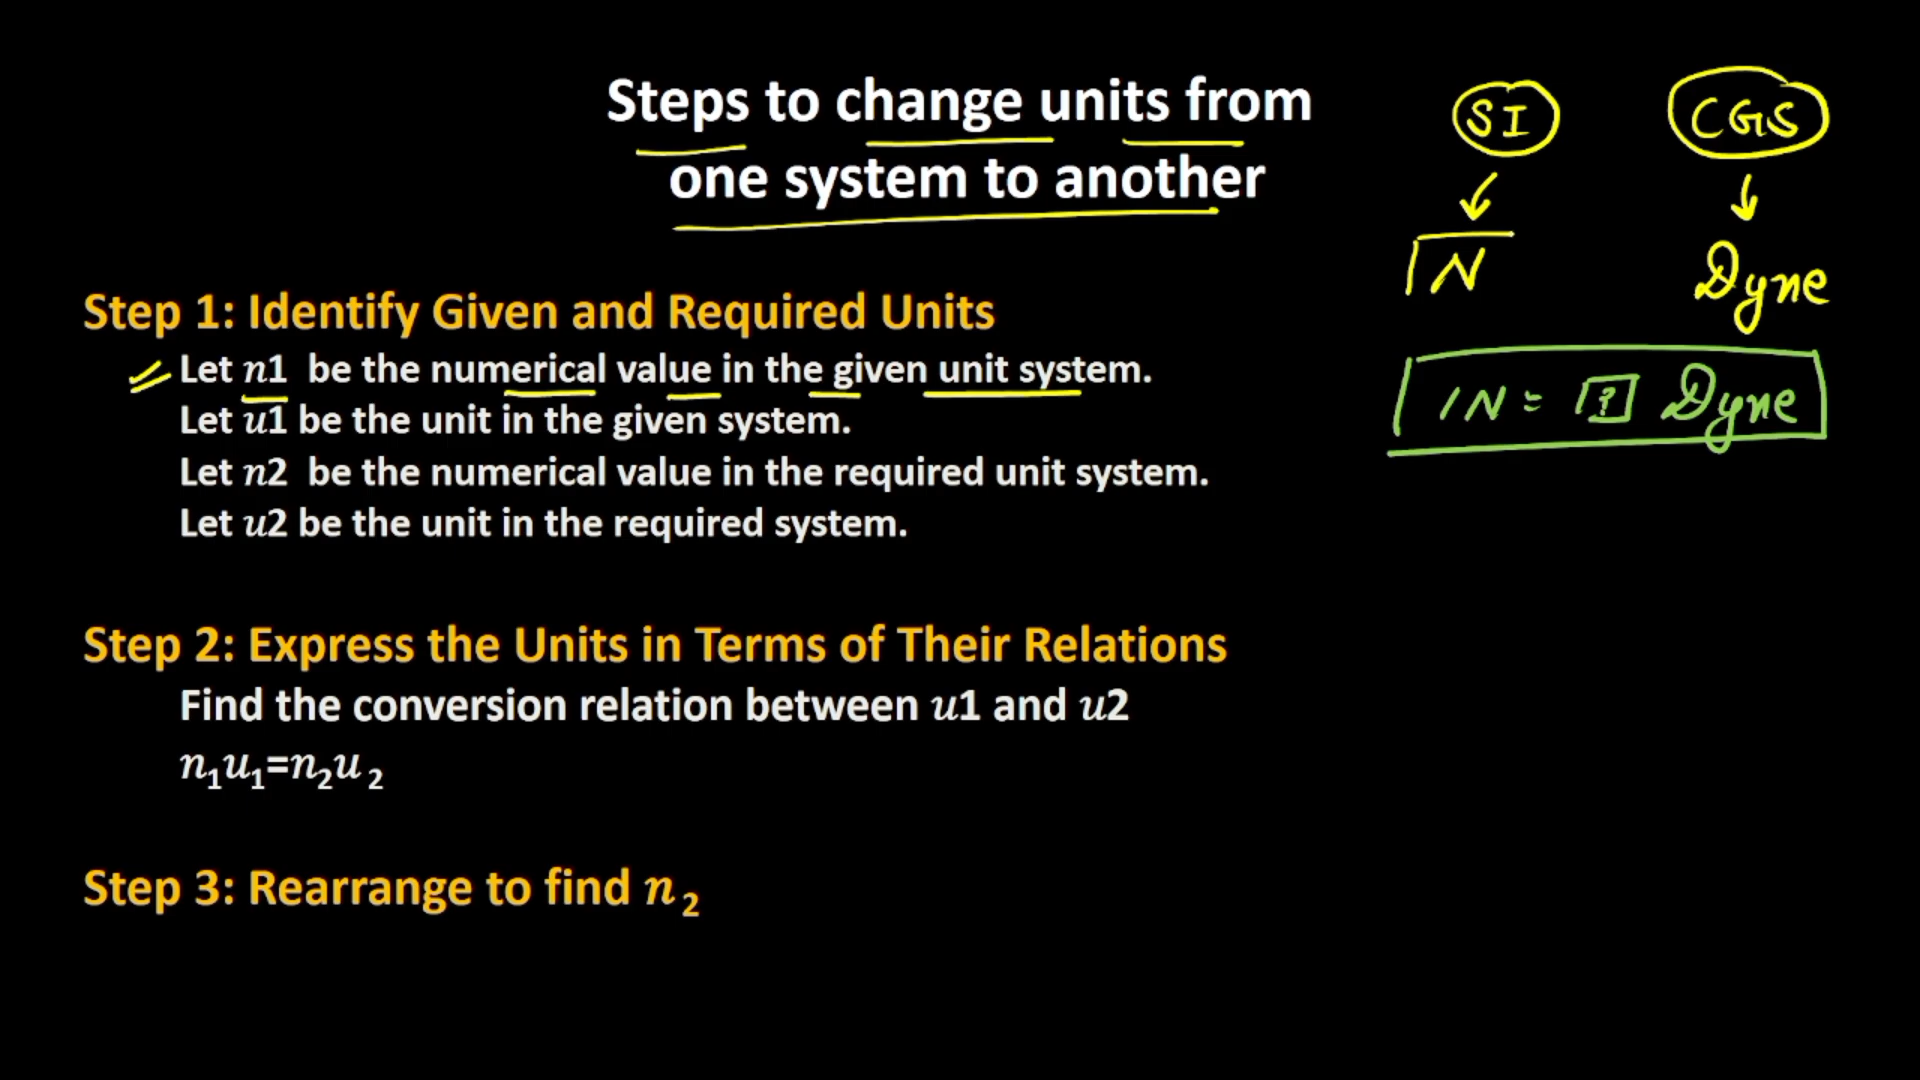 Steps to change units from
one system to another
SI
CGS
1 N
Dyne
1N = ? Dyne
Step 1: Identify Given and Required Units
Let n1 be the numerical value in the given unit system.
Let u1 be the unit in the given system.
Let n2 be the numerical value in the required unit system.
Let u2 be the unit in the required system.
Step 2: Express the Units in Terms of Their Relations
Find the conversion relation between u1 and u2
n₁u₁=n₂u₂
Step 3: Rearrange to find n₂